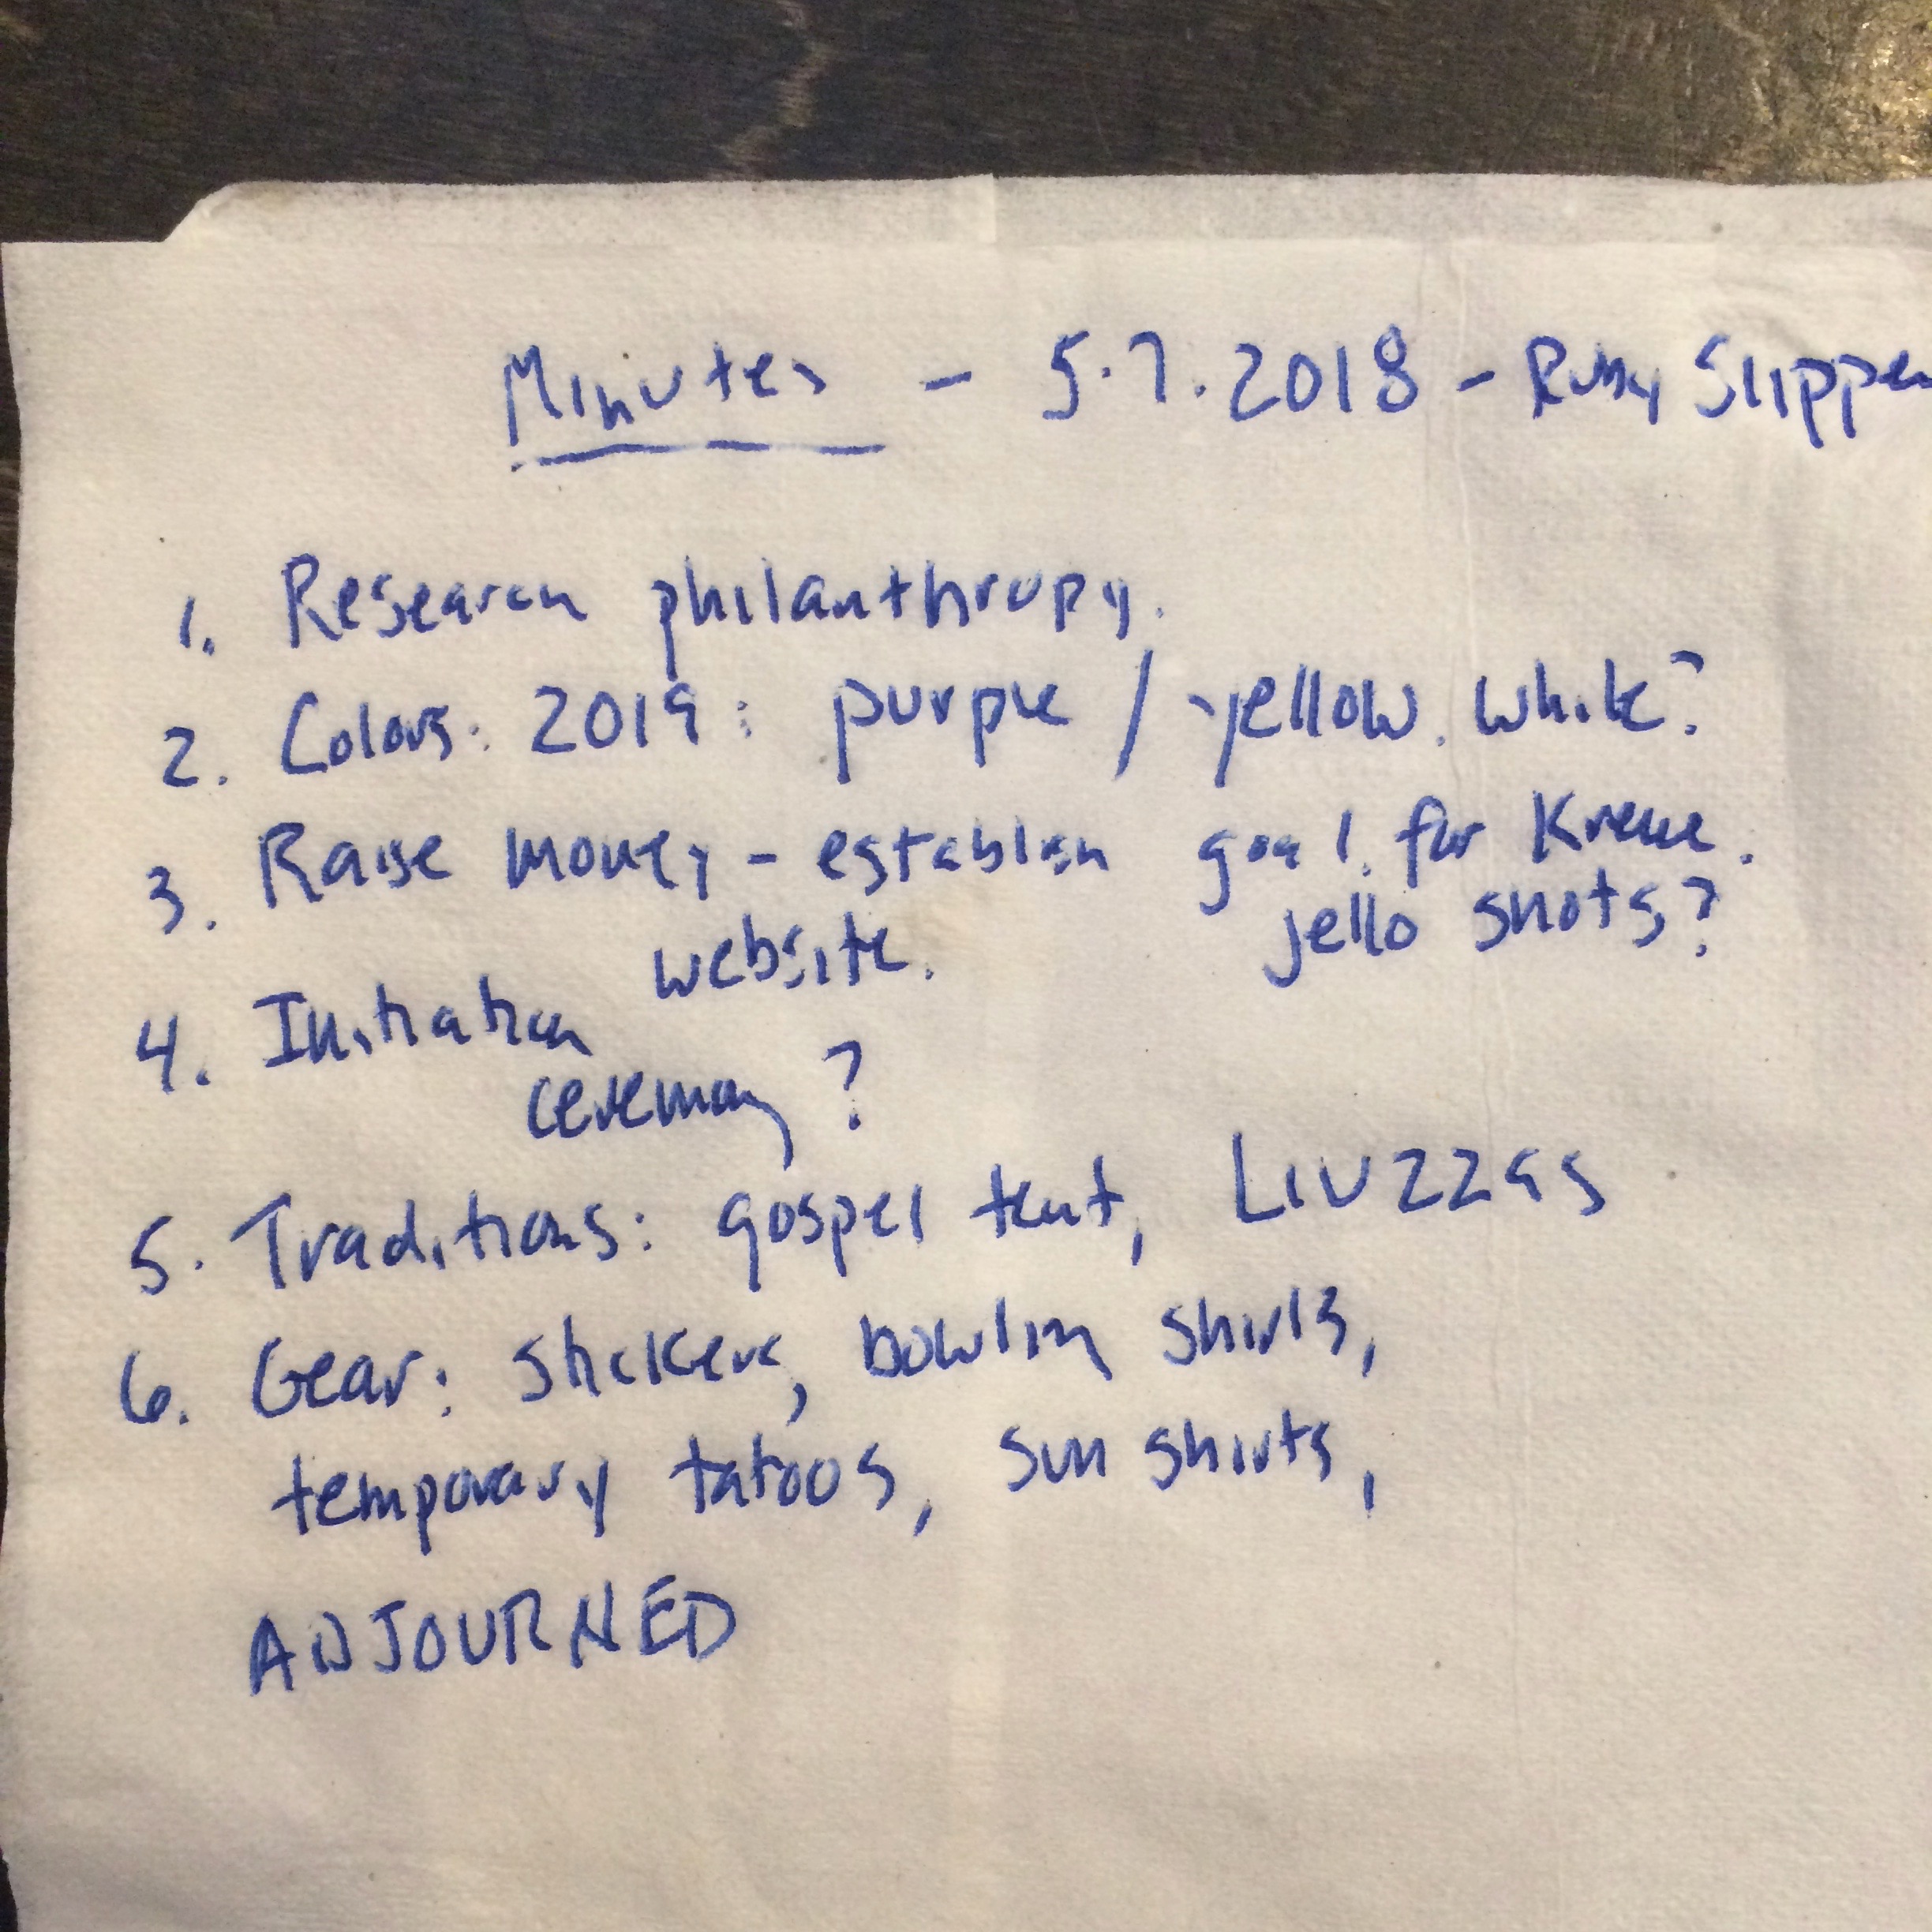 Minutes - 5.7.2018 - Ruby Slipper
1. Research philanthropy.
2. Colors: 2019: purple / yellow. white?
3. Raise money - establish goal. for Krewe.
website. jello shots?
4. Initiation
ceremony ?
5. Traditions: gospel tent, LIUZZAS
6. Gear: stickers, bowling shirts,
temporary tatoos, sun shirts,
ADJOURNED